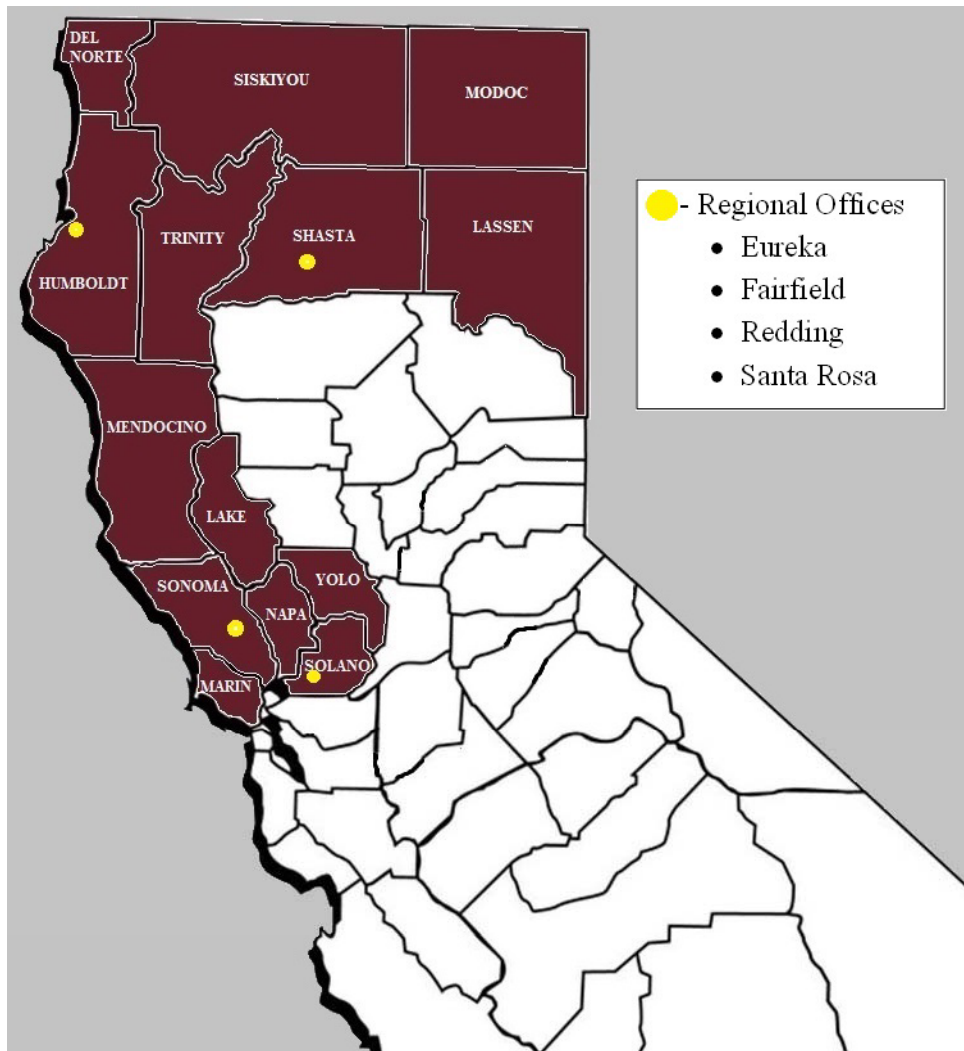 DEL
NORTE
SISKIYOU
MODOC
TRINITY
SHASTA
LASSEN
HUMBOLDT
MENDOCINO
LAKE
SONOMA
YOLO
NAPA
SOLANO
MARIN
- Regional Offices
• Eureka
• Fairfield
• Redding
• Santa Rosa